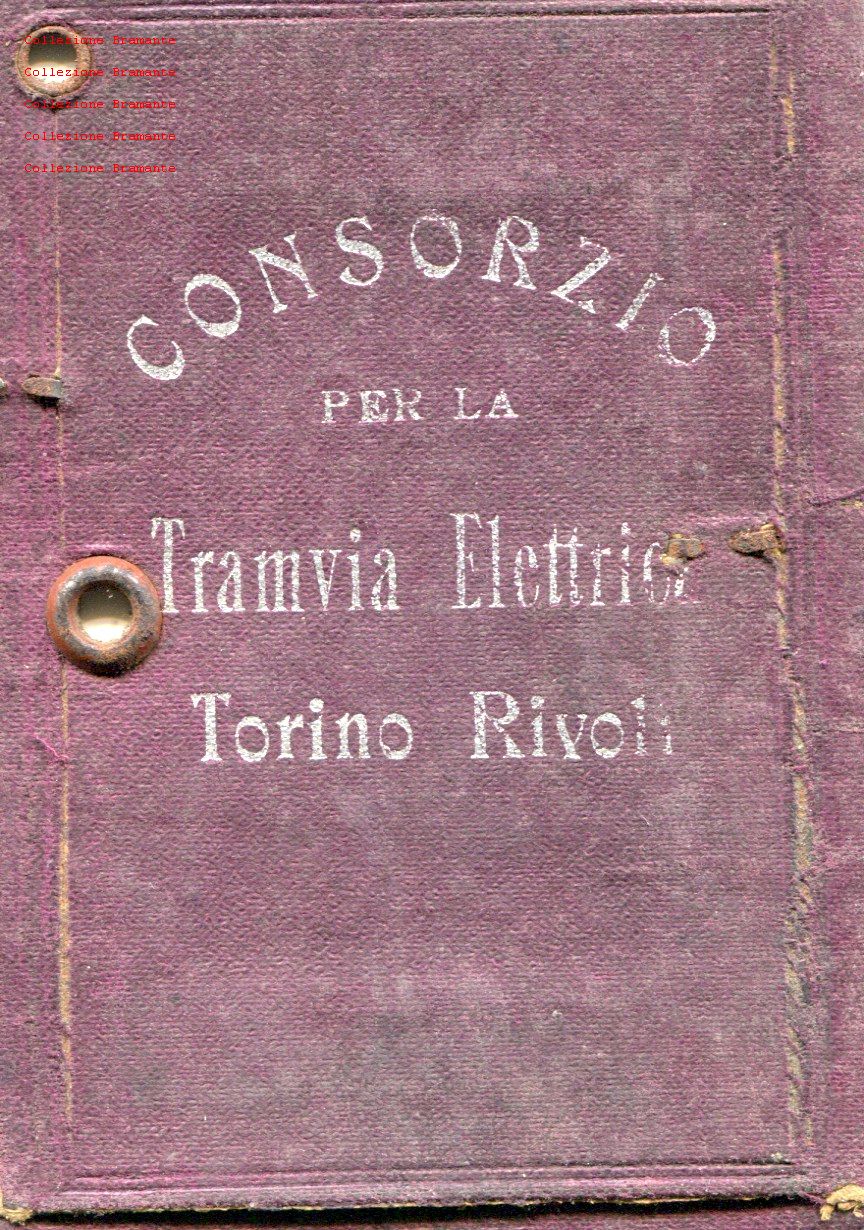 Collezione Bramante
Collezione Bramante
Collezione Bramante
Collezione Bramante
Collezione Bramante
CONSORZIO
PER LA
Tramvia Elettrica
Torino Rivoli